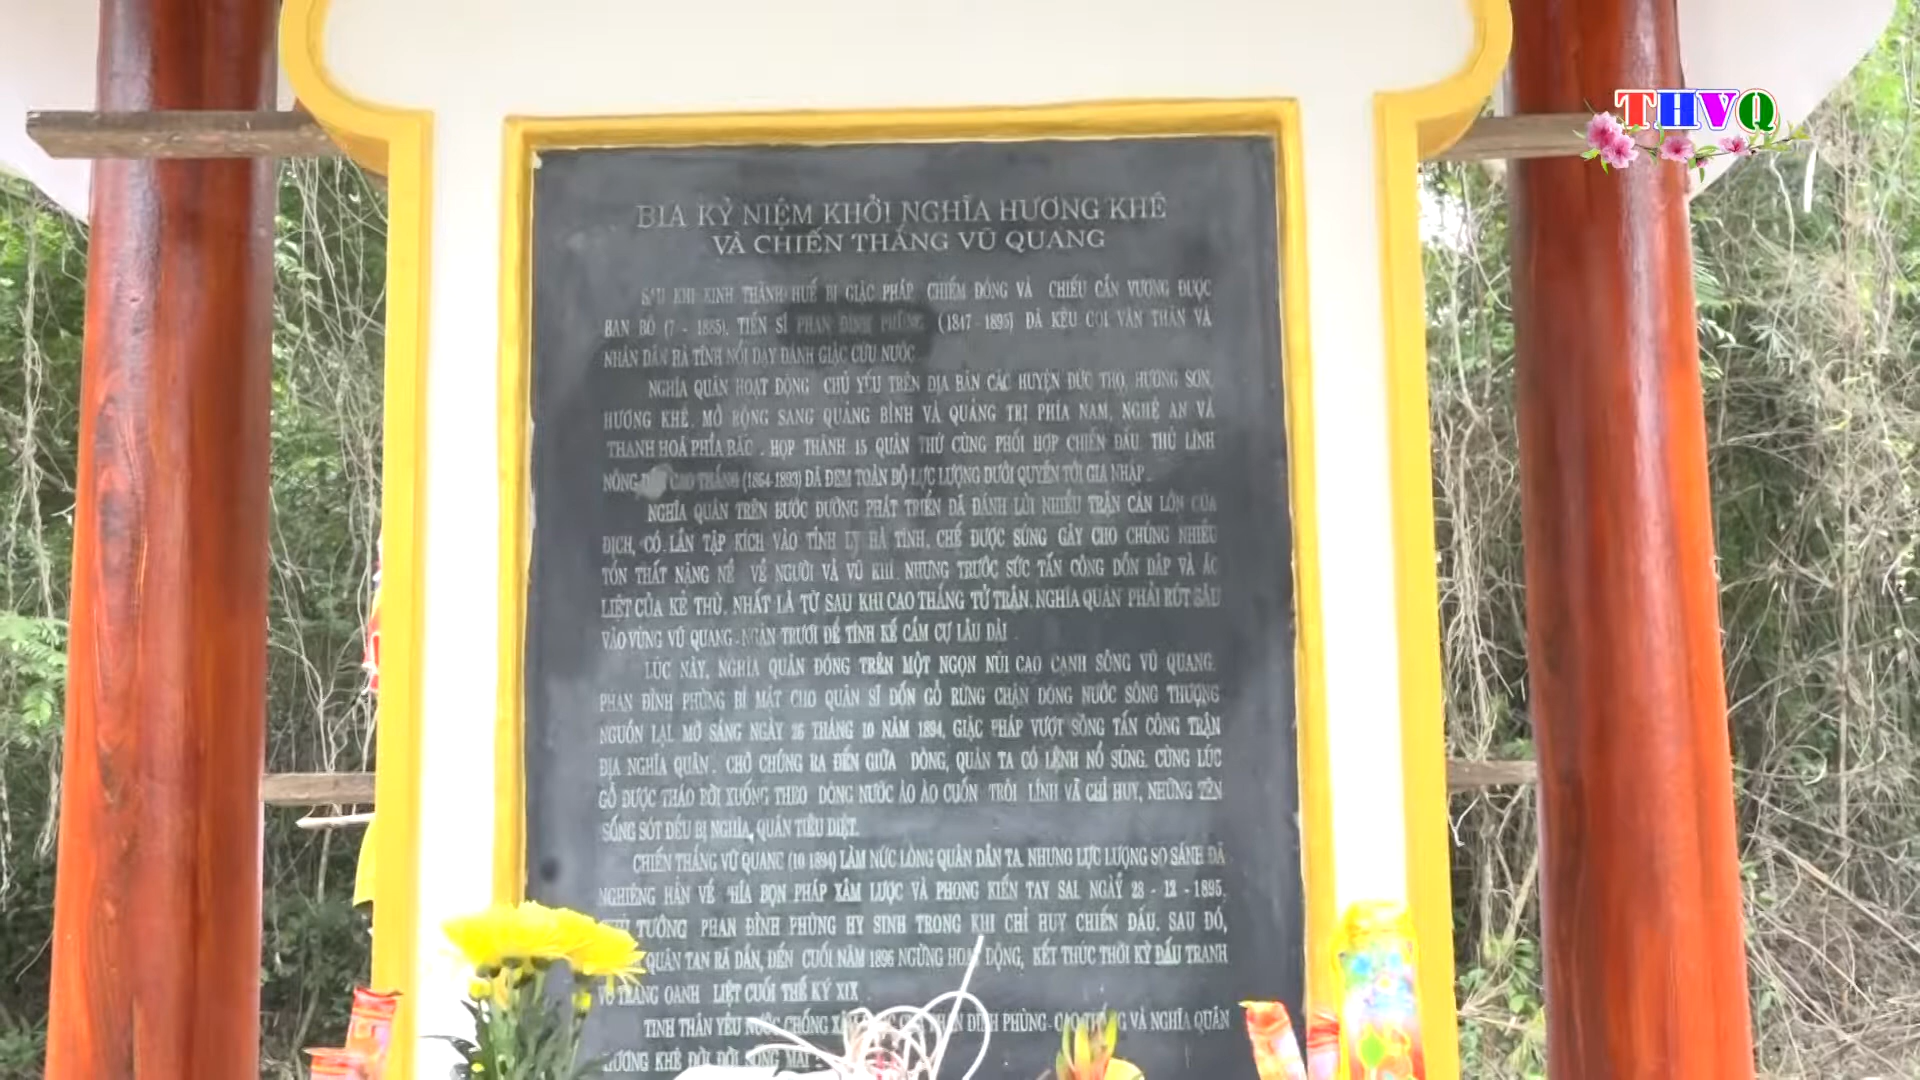 THVQ
BIA KỶ NIỆM KHỞI NGHĨA HƯƠNG KHÊ
VÀ CHIẾN THẮNG VŨ QUANG
SAU KHI KINH THÀNH HUẾ BỊ GIẶC PHÁP CHIẾM ĐÓNG VÀ CHIẾU CẦN VƯƠNG ĐƯỢC
BAN BỐ (7 - 1885), TIẾN SĨ PHAN ĐÌNH PHÙNG (1847-1895) ĐÃ KÊU GỌI VĂN THÂN VÀ
NHÂN DÂN HÀ TĨNH NỔI DẠY ĐÁNH GIẶC CỨU NƯỚC
NGHĨA QUÂN HOẠT ĐỘNG CHỦ YẾU TRÊN ĐỊA BÀN CÁC HUYỆN ĐỨC THỌ, HƯƠNG SƠN,
HƯƠNG KHÊ, MỞ RỘNG SANG QUẢNG BÌNH VÀ QUẢNG TRỊ PHÍA NAM, NGHỆ AN VÀ
THANH HOÁ PHÍA BẮC . HỌP THÀNH 15 QUÂN THỨ CÙNG PHỐI HỢP CHIẾN ĐẤU. THỦ LĨNH
NÔNG CAO THẮNG (1864-1893) ĐÃ ĐEM TOÀN BỘ LỰC LƯỢNG DƯỚI QUYỀN TỚI GIA NHẬP .
NGHĨA QUÂN TRÊN BƯỚC ĐƯỜNG PHÁT TRIỂN ĐÃ ĐÁNH LÙI NHIỀU TRẬN CÀN LỚN CỦA
ĐỊCH, CÓ LẦN TẬP KÍCH VÀO TỈNH LỴ HÀ TĨNH, CHẾ ĐƯỢC SÚNG GÂY CHO CHÚNG NHIỀU
TỔN THẤT NẶNG NỀ VỀ NGƯỜI VÀ VŨ KHÍ. NHƯNG TRƯỚC SỨC TẤN CÔNG DỒN DẬP VÀ ÁC
LIỆT CỦA KẺ THÙ, NHẤT LÀ TỪ SAU KHI CAO THẮNG TỬ TRẬN, NGHĨA QUÂN PHẢI RÚT SÂU
VÀO VÙNG VŨ QUANG - NGÀN TRƯƠI ĐỂ TÍNH KẾ CẦM CỰ LÂU DÀI .
LÚC NÀY, NGHĨA QUÂN ĐÓNG TRÊN MỘT NGỌN NÚI CAO CẠNH SÔNG VŨ QUANG,
PHAN ĐÌNH PHÙNG BÍ MẬT CHO QUÂN SĨ ĐỐN GỖ RỪNG CHẶN DÒNG NƯỚC SÔNG THƯỢNG
NGUỒN LẠI. MỜ SÁNG NGÀY 26 THÁNG 10 NĂM 1894, GIẶC PHÁP VƯỢT SÔNG TẤN CÔNG TRẬN
ĐỊA NGHĨA QUÂN . CHỜ CHÚNG RA ĐẾN GIỮA DÒNG, QUÂN TA CÓ LỆNH NỔ SÚNG. CÙNG LÚC
GỖ ĐƯỢC THÁO RỜI XUỐNG THEO DÒNG NƯỚC ÀO ÀO CUỐN TRÔI LÍNH VÀ CHỈ HUY, NHỮNG TÊN
SỐNG SÓT ĐỀU BỊ NGHĨA, QUÂN TIÊU DIỆT.
CHIẾN THẮNG VŨ QUANG (10 1894) LÀM NỨC LÒNG QUÂN DÂN TA. NHƯNG LỰC LƯỢNG SO SÁNH ĐÃ
NGHIÊNG HẲN VỀ PHÍA BỌN PHÁP XÂM LƯỢC VÀ PHONG KIẾN TAY SAI. NGÀY 28 - 12 - 1895,
TƯỚNG PHAN ĐÌNH PHÙNG HY SINH TRONG KHI CHỈ HUY CHIẾN ĐẤU. SAU ĐÓ,
QUÂN TAN RÃ DẦN, ĐẾN CUỐI NĂM 1896 NGỪNG HOẠT ĐỘNG, KẾT THÚC THỜI KỲ ĐẤU TRANH
VŨ TRANG OANH LIỆT CUỐI THẾ KỶ XIX .
TINH THẦN YÊU NƯỚC CHỐNG PHAN ĐÌNH PHÙNG - CAO THẮNG VÀ NGHĨA QUÂN
HƯƠNG KHÊ ĐỜI ĐỜI SỐNG MÃI